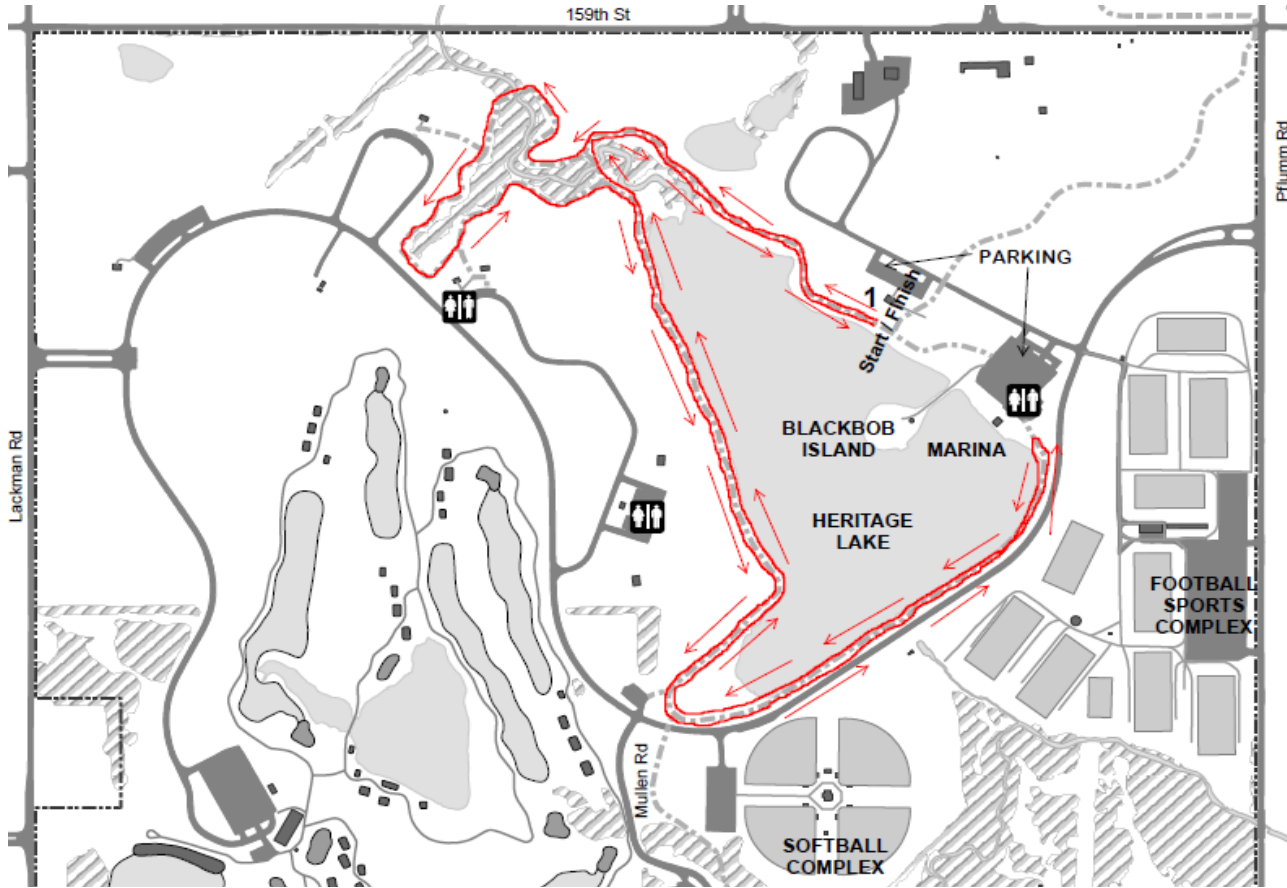 159th St
Pflumm Rd
PARKING
1
Start / Finish
BLACKBOB
ISLAND
MARINA
Lackman Rd
HERITAGE
LAKE
FOOTBALL
SPORTS
COMPLEX
Mullen Rd
SOFTBALL
COMPLEX